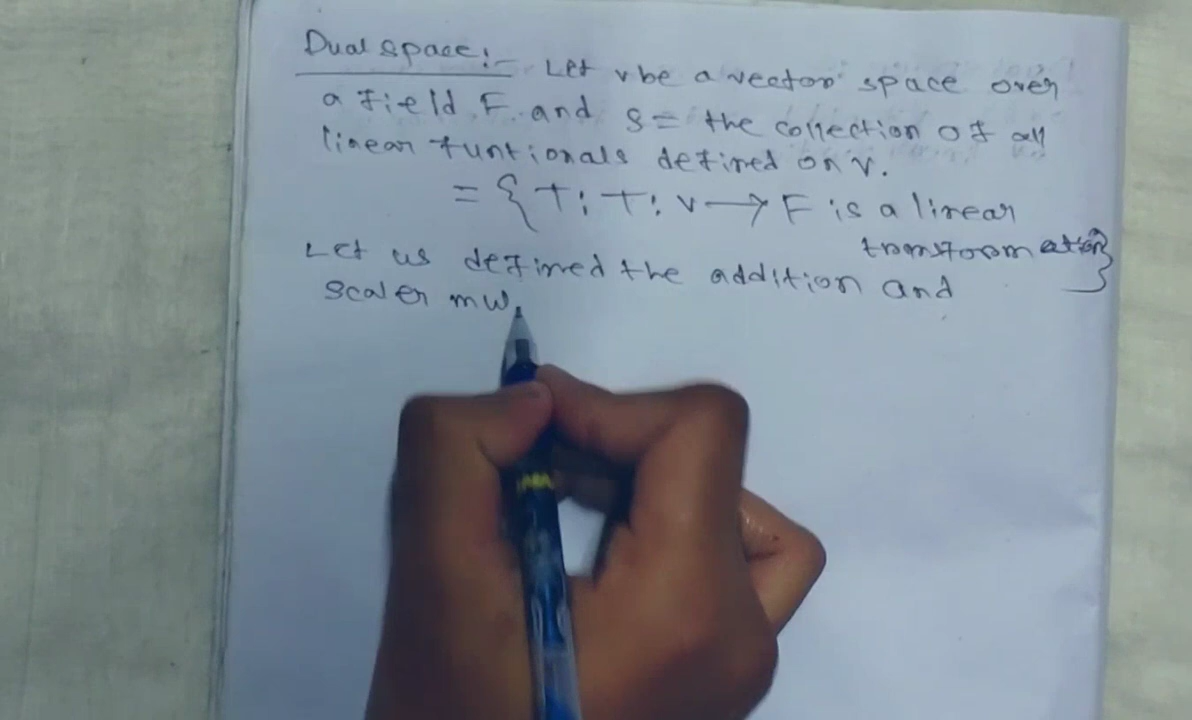 Dual space:- Let v be a vector space over
a field F and S = the collection of all
linear funtionals defined on v.
= { T: T: v → F is a linear
transformation }
Let us defined the addition and
scaler mu